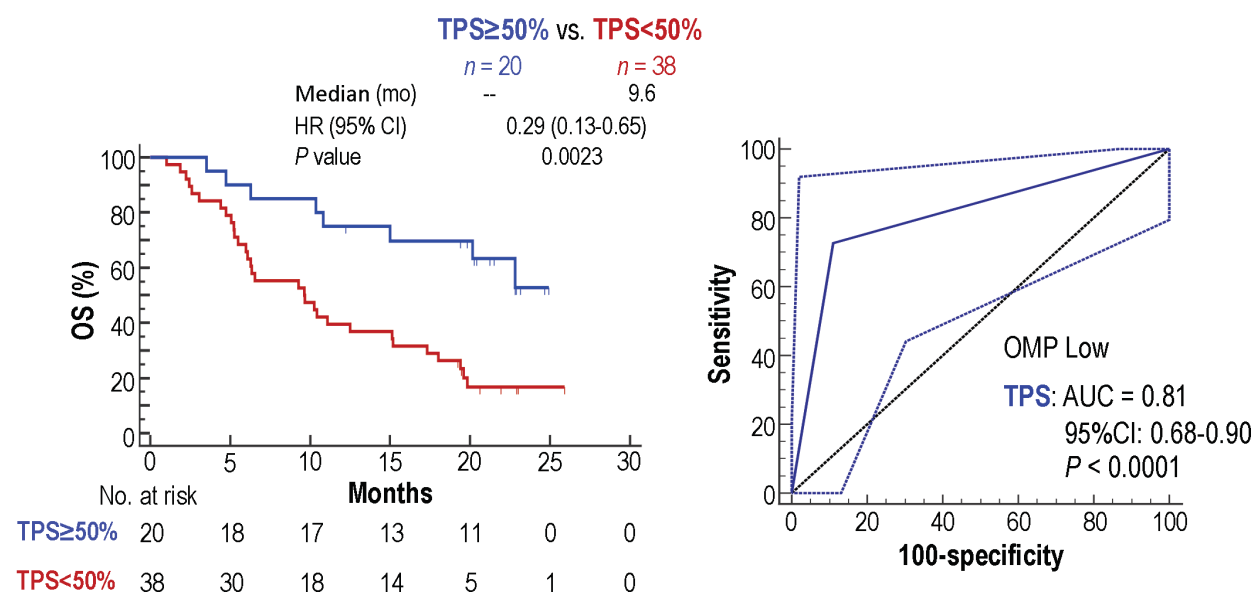 TPS≥50% vs. TPS<50%
n = 20 n = 38
Median (mo) -- 9.6
HR (95% CI) 0.29 (0.13-0.65)
P value 0.0023
100
80
60
40
20
0
OS (%)
0 5 10 15 20 25 30
No. at risk Months
TPS≥50% 20 18 17 13 11 0 0
TPS<50% 38 30 18 14 5 1 0
100
80
60
40
20
0
Sensitivity
OMP Low
TPS: AUC = 0.81
95%CI: 0.68-0.90
P < 0.0001
0 20 40 60 80 100
100-specificity